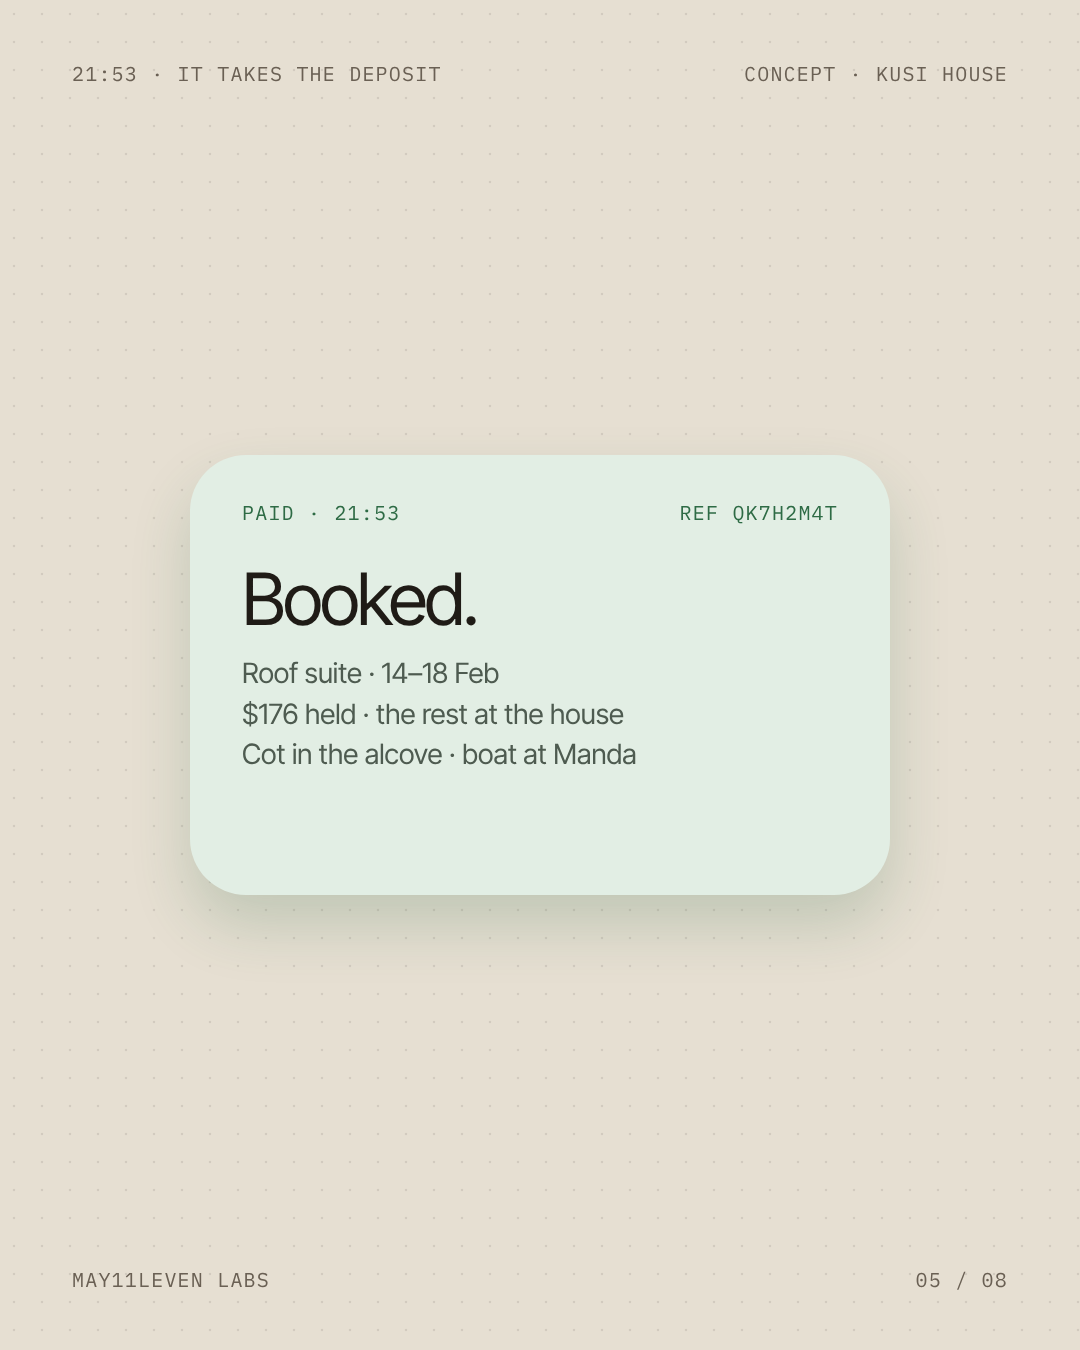 21:53 · IT TAKES THE DEPOSIT
CONCEPT · KUSI HOUSE
PAID · 21:53
REF QK7H2M4T
Booked.
Roof suite · 14–18 Feb
$176 held · the rest at the house
Cot in the alcove · boat at Manda
MAY11LEVEN LABS
05 / 08